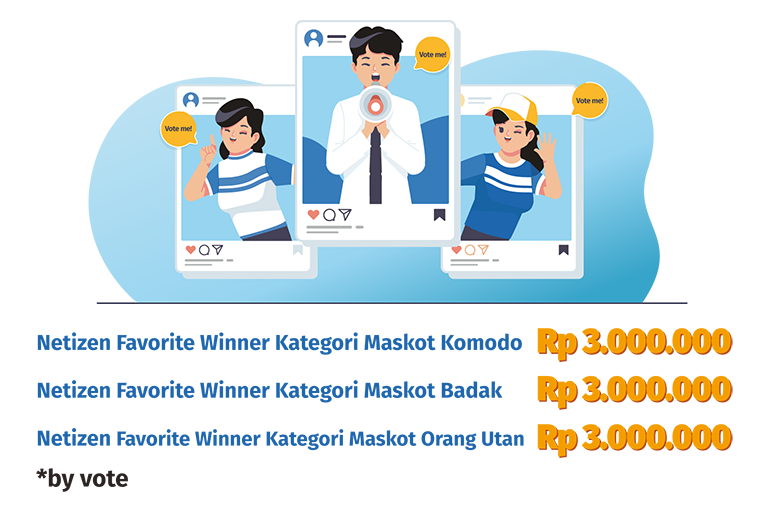 Vote me!
Vote me!
Vote me!
Netizen Favorite Winner Kategori Maskot Komodo Rp 3.000.000
Netizen Favorite Winner Kategori Maskot Badak Rp 3.000.000
Netizen Favorite Winner Kategori Maskot Orang Utan Rp 3.000.000
*by vote